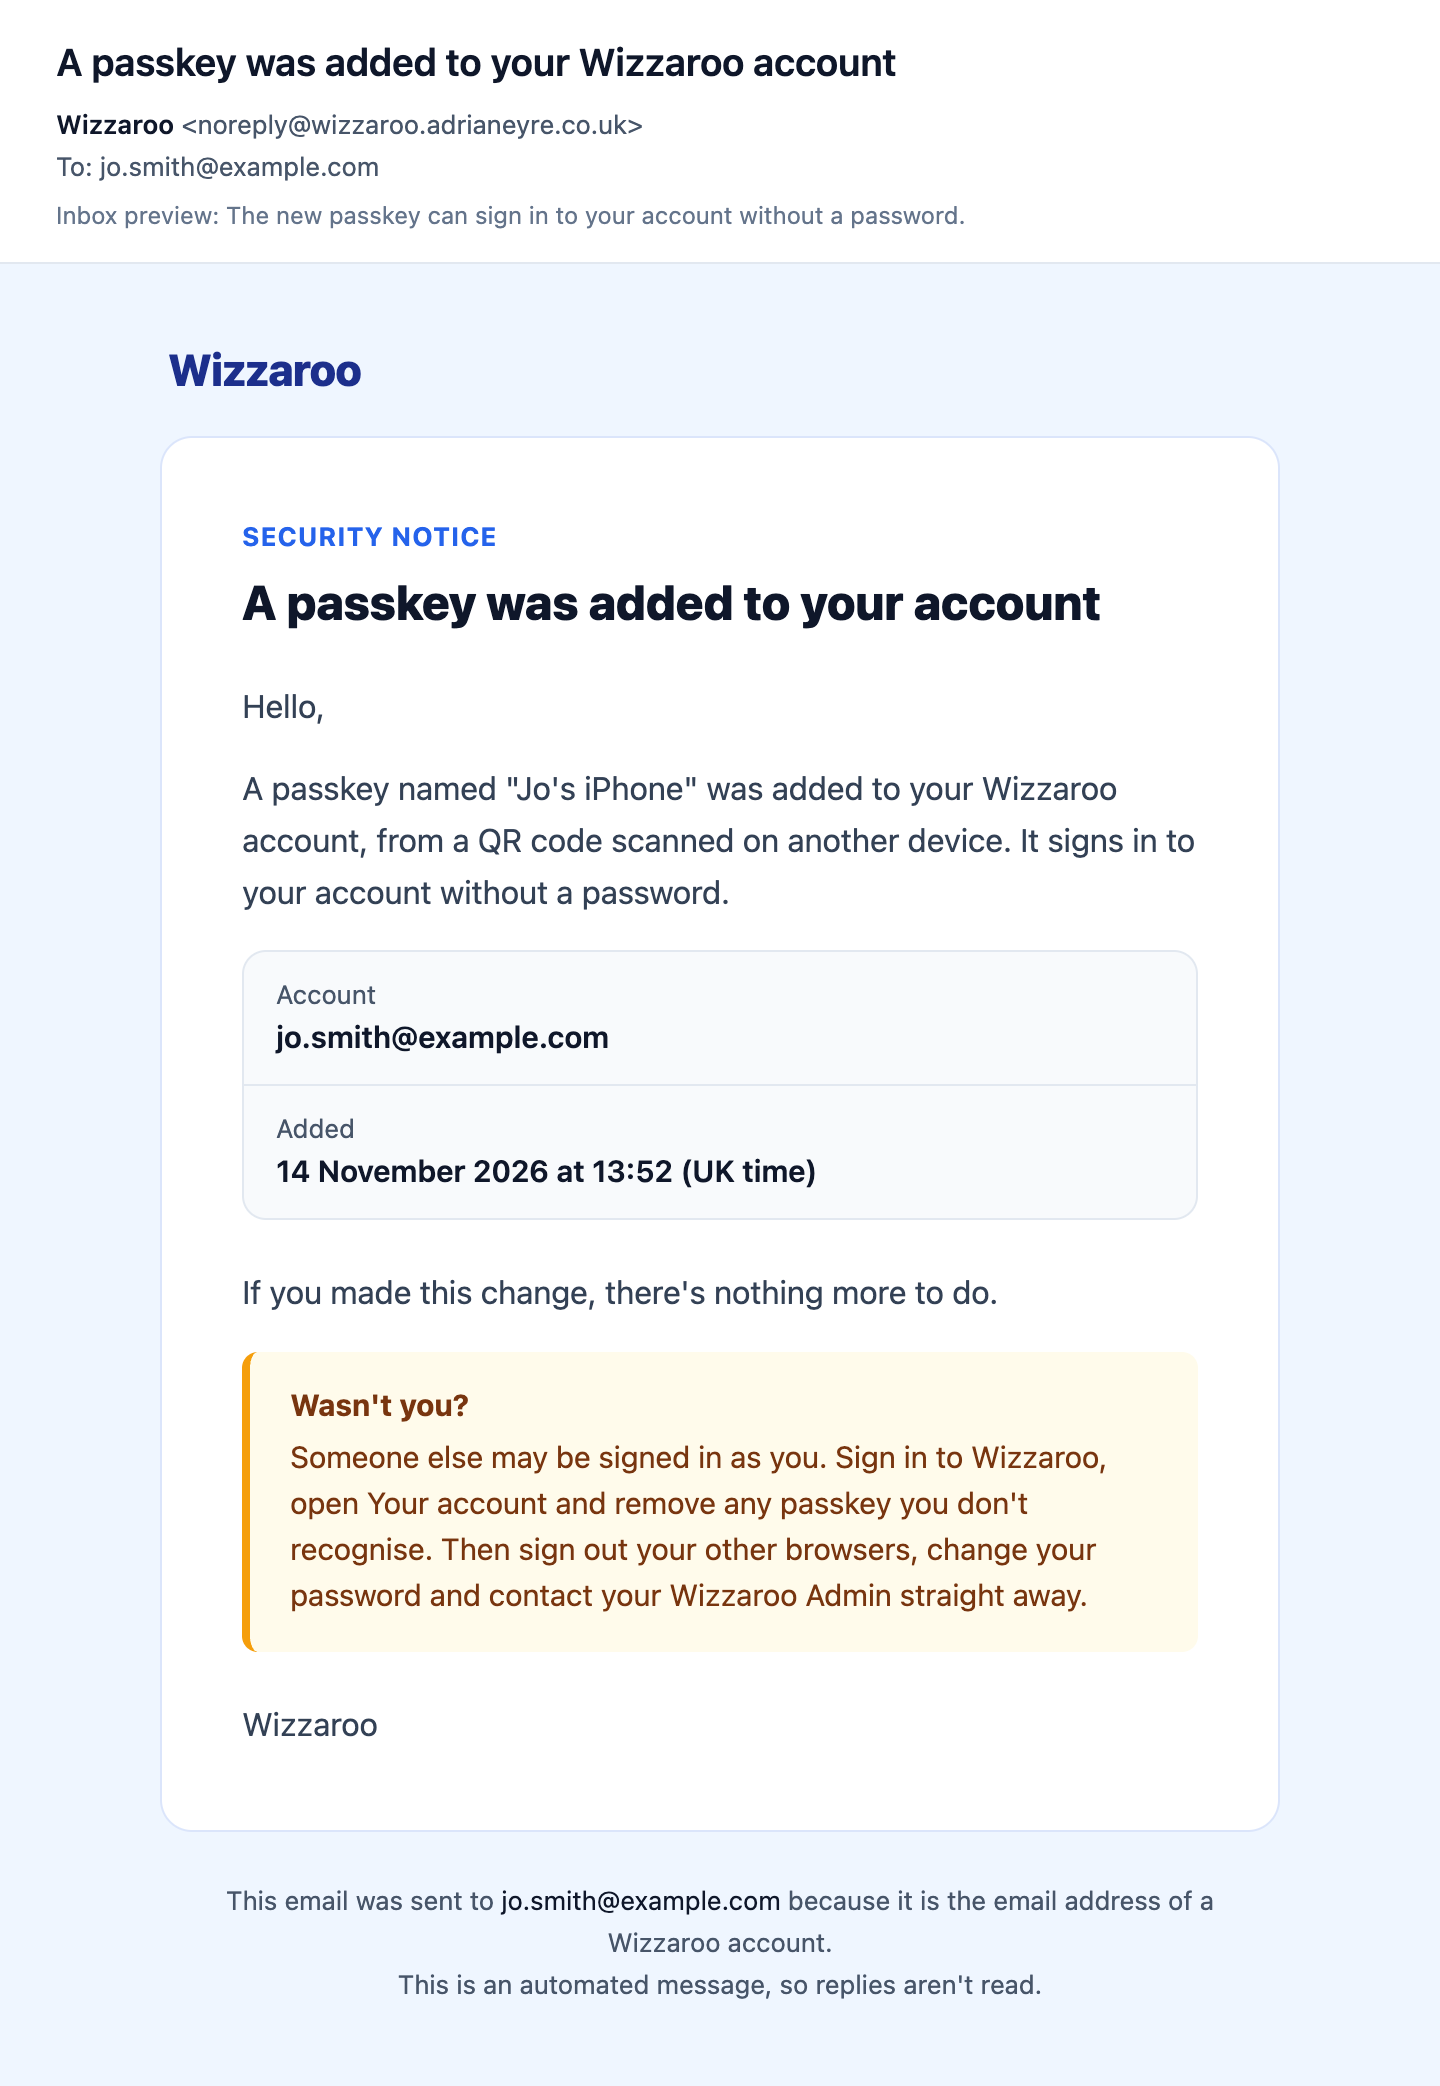 A passkey was added to your Wizzaroo account
Wizzaroo <noreply@wizzaroo.adrianeyre.co.uk>
To: jo.smith@example.com
Inbox preview: The new passkey can sign in to your account without a password.
Wizzaroo
SECURITY NOTICE
A passkey was added to your account
Hello,
A passkey named "Jo's iPhone" was added to your Wizzaroo
account, from a QR code scanned on another device. It signs in to
your account without a password.
Account
jo.smith@example.com
Added
14 November 2026 at 13:52 (UK time)
If you made this change, there's nothing more to do.
Wasn't you?
Someone else may be signed in as you. Sign in to Wizzaroo,
open Your account and remove any passkey you don't
recognise. Then sign out your other browsers, change your
password and contact your Wizzaroo Admin straight away.
Wizzaroo
This email was sent to jo.smith@example.com because it is the email address of a
Wizzaroo account.
This is an automated message, so replies aren't read.